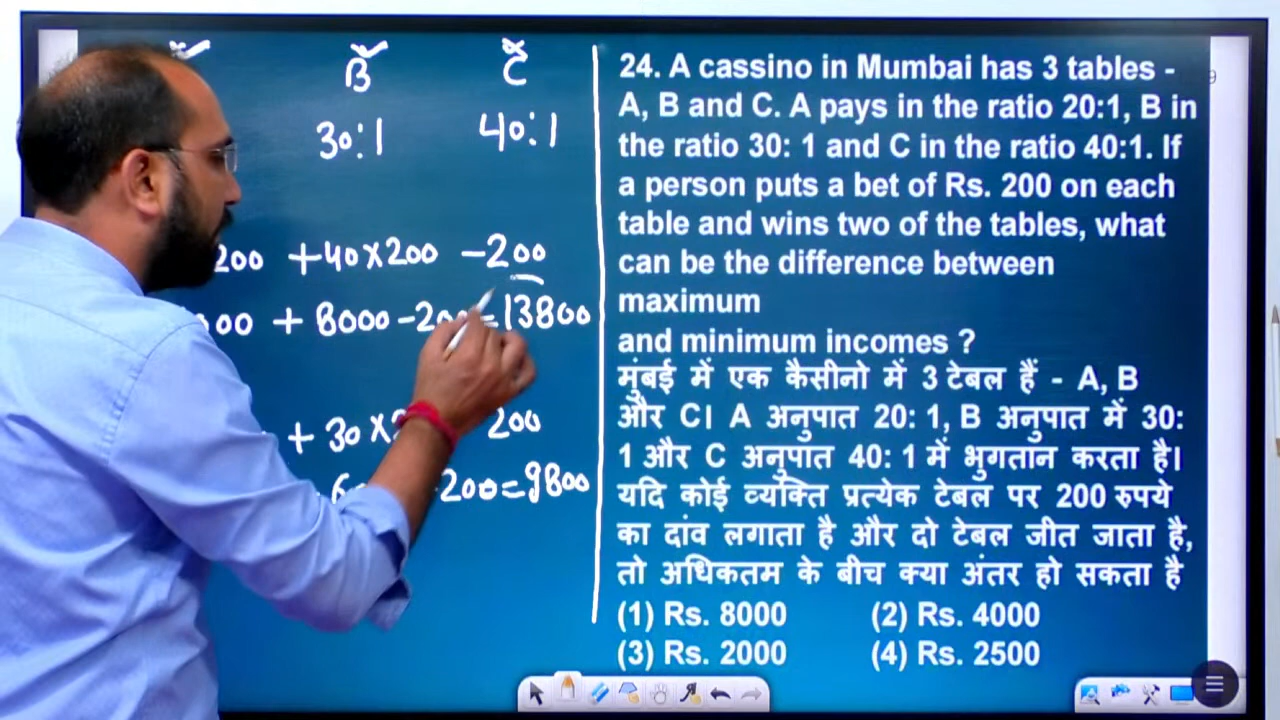 B C
30:1 40:1
200 +40×200 -200
00 + 8000-200=13800
+ 30× 200
200=9800
24. A cassino in Mumbai has 3 tables -
A, B and C. A pays in the ratio 20:1, B in
the ratio 30: 1 and C in the ratio 40:1. If
a person puts a bet of Rs. 200 on each
table and wins two of the tables, what
can be the difference between
maximum
and minimum incomes ?
मुंबई में एक कैसीनो में 3 टेबल हैं - A, B
और C। A अनुपात 20: 1, B अनुपात में 30:
1 और C अनुपात 40: 1 में भुगतान करता है।
यदि कोई व्यक्ति प्रत्येक टेबल पर 200 रुपये
का दांव लगाता है और दो टेबल जीत जाता है,
तो अधिकतम के बीच क्या अंतर हो सकता है
(1) Rs. 8000 (2) Rs. 4000
(3) Rs. 2000 (4) Rs. 2500